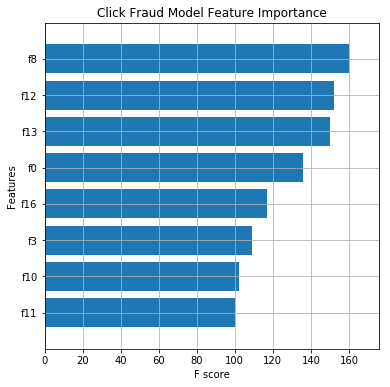 Click Fraud Model Feature Importance
f8
f12
f13
f0
f16
f3
f10
f11
Features
0 20 40 60 80 100 120 140 160
F score